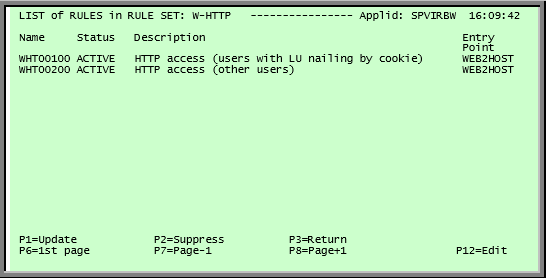 LIST of RULES in RULE SET: W-HTTP ---------------- Applid: SPVIRBW 16:09:42
Name Status Description Entry
Point
WHT00100 ACTIVE HTTP access (users with LU nailing by cookie) WEB2HOST
WHT00200 ACTIVE HTTP access (other users) WEB2HOST
P1=Update P2=Suppress P3=Return
P6=1st page P7=Page-1 P8=Page+1 P12=Edit